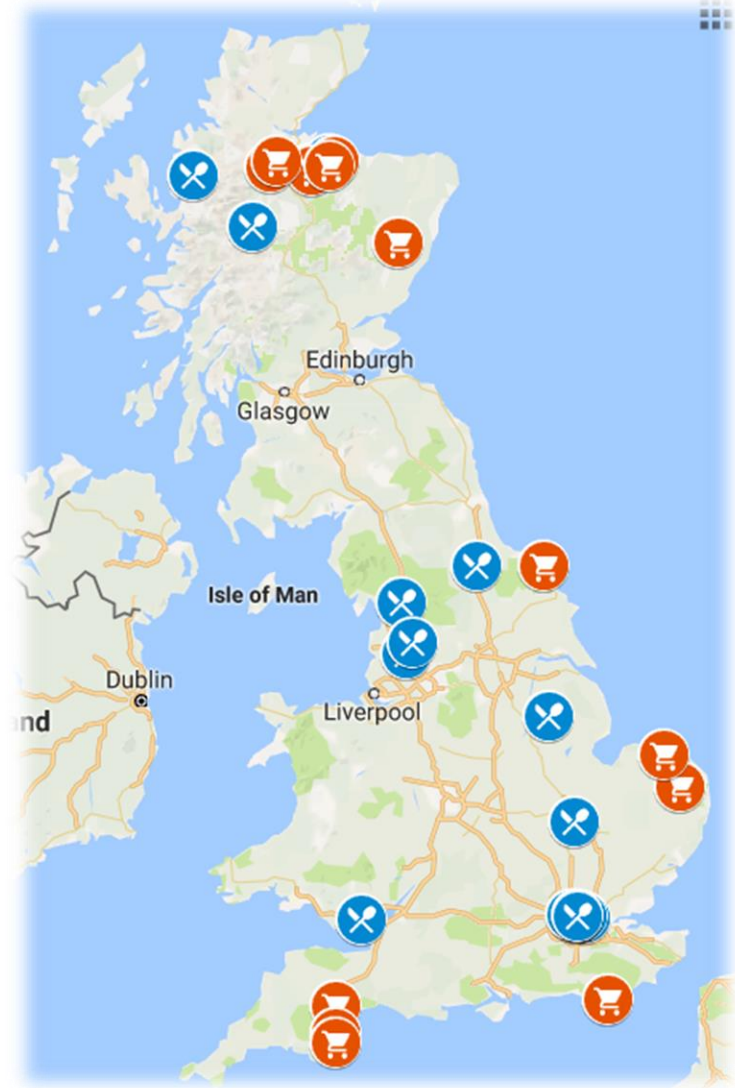 Edinburgh
Glasgow
Isle of Man
Dublin
Liverpool
and